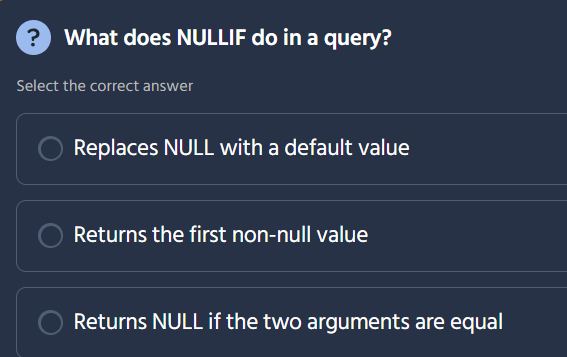 ? What does NULLIF do in a query?
Select the correct answer
Replaces NULL with a default value
Returns the first non-null value
Returns NULL if the two arguments are equal